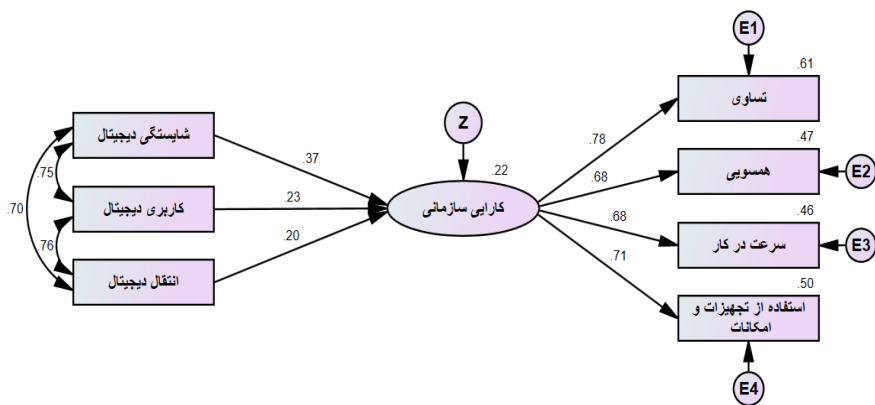 E1
.61
تساوی
.78
Z
.47
همسویی
E2
شایستگی دیجیتال
.37
.22
.68
.75
.70
کاربری دیجیتال
.23
کارایی سازمانی
.68
.46
سرعت در کار
E3
.76
.20
.71
انتقال دیجیتال
.50
استفاده از تجهیزات و
امکانات
E4